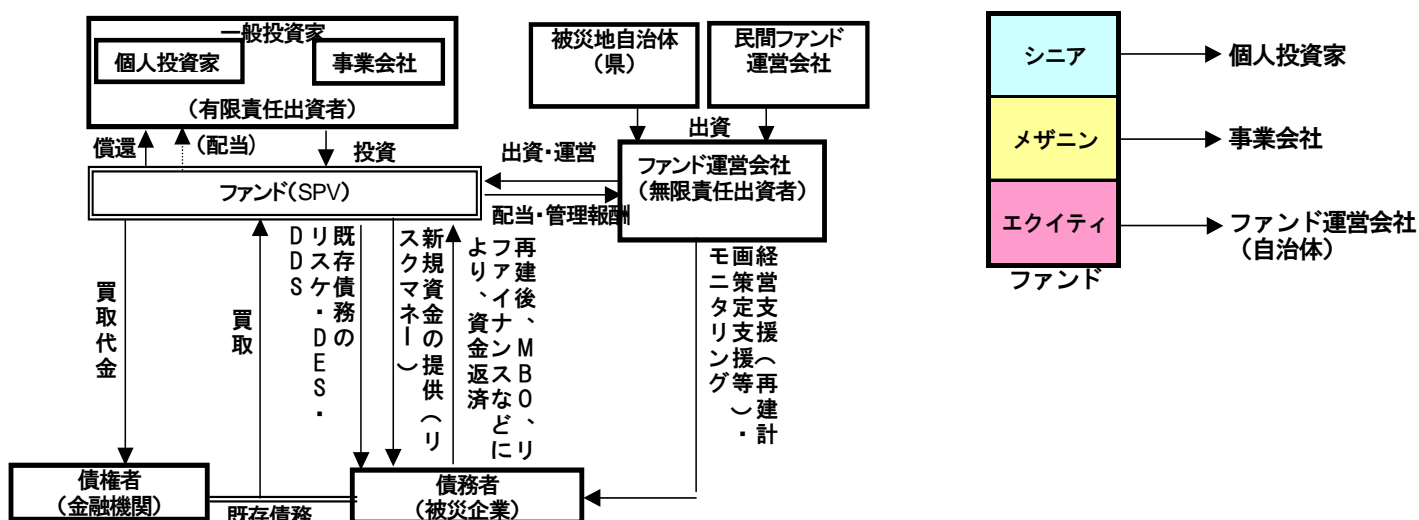 一般投資家
個人投資家
事業会社
(有限責任出資者)
被災地自治体
(県)
民間ファンド
運営会社
償還
(配当)
投資
出資・運営
出資
ファンド(SPV)
ファンド運営会社
(無限責任出資者)
配当・管理報酬
買取代金
買取
既存債務の
リスケ・DES・
DDS
新規資金の提供(リ
スクマネー)
再建後、MBO、リ
ファイナンスなどに
より、資金返済
経営支援(再建計
画策定支援等)・
モニタリング
債権者
(金融機関)
既存債務
債務者
(被災企業)
シニア
個人投資家
メザニン
事業会社
エクイティ
ファンド運営会社
(自治体)
ファンド